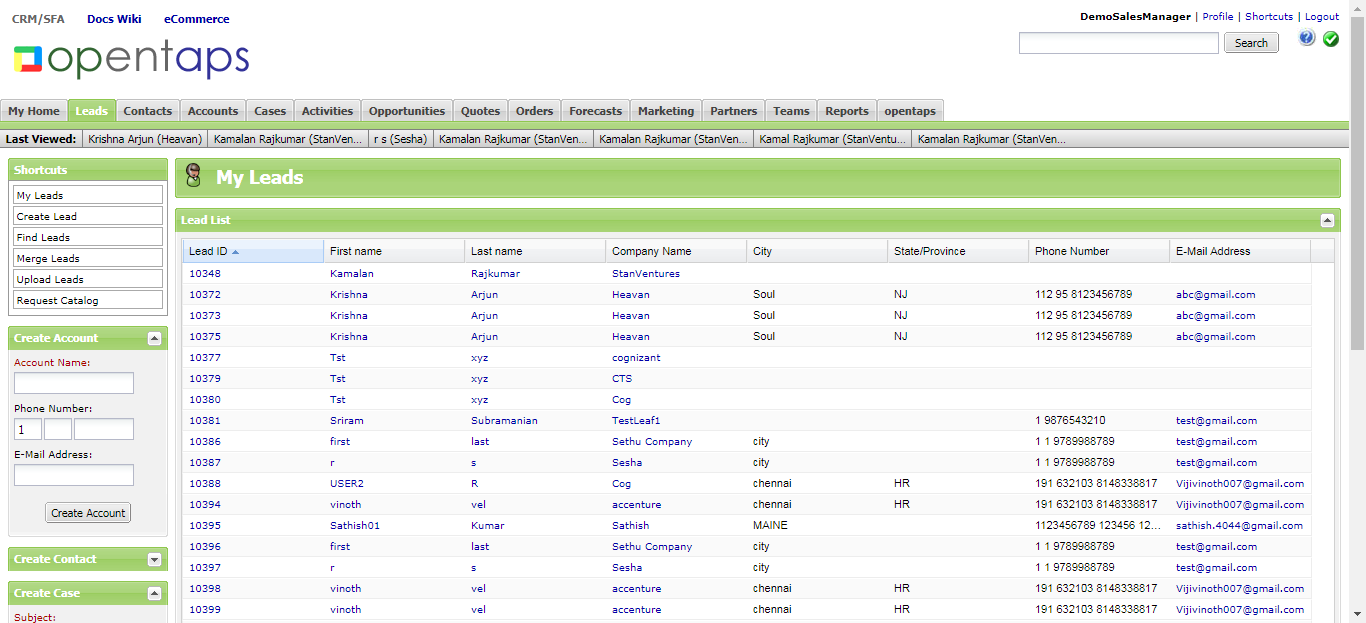 CRM/SFA Docs Wiki eCommerce
DemoSalesManager | Profile | Shortcuts | Logout
opentaps
Search
My Home Leads Contacts Accounts Cases Activities Opportunities Quotes Orders Forecasts Marketing Partners Teams Reports opentaps
Last Viewed: Krishna Arjun (Heavan) Kamalan Rajkumar (StanVen... r s (Sesha) Kamalan Rajkumar (StanVen... Kamalan Rajkumar (StanVen... Kamal Rajkumar (StanVentu... Kamalan Rajkumar (StanVen...
Shortcuts
My Leads
Create Lead
Find Leads
Merge Leads
Upload Leads
Request Catalog
Create Account
Account Name:
Phone Number:
1
E-Mail Address:
Create Account
Create Contact
Create Case
Subject:
My Leads
Lead List
Lead ID First name Last name Company Name City State/Province Phone Number E-Mail Address
10348 Kamalan Rajkumar StanVentures
10372 Krishna Arjun Heavan Soul NJ 112 95 8123456789 abc@gmail.com
10373 Krishna Arjun Heavan Soul NJ 112 95 8123456789 abc@gmail.com
10375 Krishna Arjun Heavan Soul NJ 112 95 8123456789 abc@gmail.com
10377 Tst xyz cognizant
10379 Tst xyz CTS
10380 Tst xyz Cog
10381 Sriram Subramanian TestLeaf1 1 9876543210 test@gmail.com
10386 first last Sethu Company city 1 1 9789988789 test@gmail.com
10387 r s Sesha city 1 1 9789988789 test@gmail.com
10388 USER2 R Cog chennai HR 191 632103 8148338817 Vijivinoth007@gmail.com
10394 vinoth vel accenture chennai HR 191 632103 8148338817 Vijivinoth007@gmail.com
10395 Sathish01 Kumar Sathish MAINE 1123456789 123456 12... sathish.4044@gmail.com
10396 first last Sethu Company city 1 1 9789988789 test@gmail.com
10397 r s Sesha city 1 1 9789988789 test@gmail.com
10398 vinoth vel accenture chennai HR 191 632103 8148338817 Vijivinoth007@gmail.com
10399 vinoth vel accenture chennai HR 191 632103 8148338817 Vijivinoth007@gmail.com